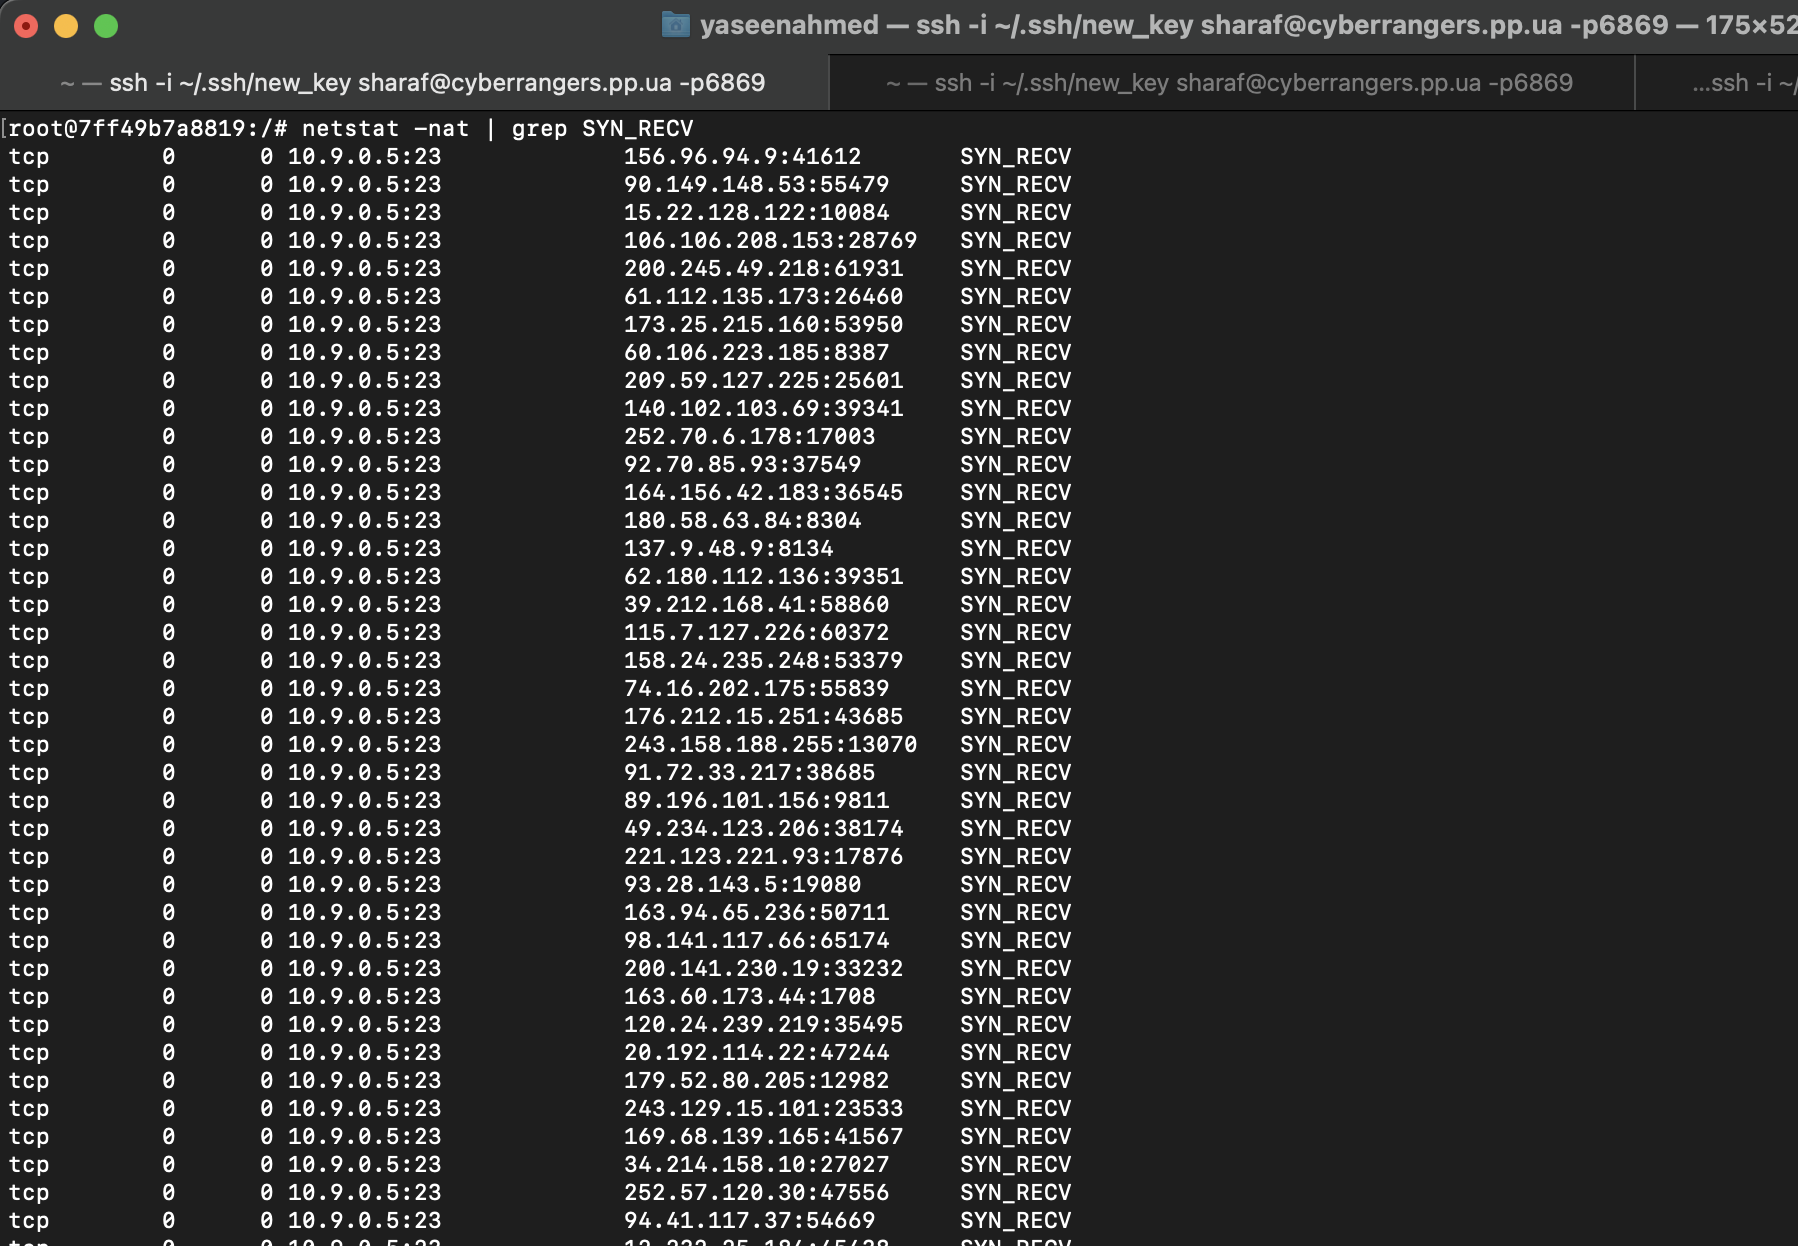 yaseenahmed — ssh -i ~/.ssh/new_key sharaf@cyberrangers.pp.ua -p6869 — 175×52
~ — ssh -i ~/.ssh/new_key sharaf@cyberrangers.pp.ua -p6869
~ — ssh -i ~/.ssh/new_key sharaf@cyberrangers.pp.ua -p6869
...ssh -i ~/
[root@7ff49b7a8819:/# netstat -nat | grep SYN_RECV
tcp 0 0 10.9.0.5:23 156.96.94.9:41612 SYN_RECV
tcp 0 0 10.9.0.5:23 90.149.148.53:55479 SYN_RECV
tcp 0 0 10.9.0.5:23 15.22.128.122:10084 SYN_RECV
tcp 0 0 10.9.0.5:23 106.106.208.153:28769 SYN_RECV
tcp 0 0 10.9.0.5:23 200.245.49.218:61931 SYN_RECV
tcp 0 0 10.9.0.5:23 61.112.135.173:26460 SYN_RECV
tcp 0 0 10.9.0.5:23 173.25.215.160:53950 SYN_RECV
tcp 0 0 10.9.0.5:23 60.106.223.185:8387 SYN_RECV
tcp 0 0 10.9.0.5:23 209.59.127.225:25601 SYN_RECV
tcp 0 0 10.9.0.5:23 140.102.103.69:39341 SYN_RECV
tcp 0 0 10.9.0.5:23 252.70.6.178:17003 SYN_RECV
tcp 0 0 10.9.0.5:23 92.70.85.93:37549 SYN_RECV
tcp 0 0 10.9.0.5:23 164.156.42.183:36545 SYN_RECV
tcp 0 0 10.9.0.5:23 180.58.63.84:8304 SYN_RECV
tcp 0 0 10.9.0.5:23 137.9.48.9:8134 SYN_RECV
tcp 0 0 10.9.0.5:23 62.180.112.136:39351 SYN_RECV
tcp 0 0 10.9.0.5:23 39.212.168.41:58860 SYN_RECV
tcp 0 0 10.9.0.5:23 115.7.127.226:60372 SYN_RECV
tcp 0 0 10.9.0.5:23 158.24.235.248:53379 SYN_RECV
tcp 0 0 10.9.0.5:23 74.16.202.175:55839 SYN_RECV
tcp 0 0 10.9.0.5:23 176.212.15.251:43685 SYN_RECV
tcp 0 0 10.9.0.5:23 243.158.188.255:13070 SYN_RECV
tcp 0 0 10.9.0.5:23 91.72.33.217:38685 SYN_RECV
tcp 0 0 10.9.0.5:23 89.196.101.156:9811 SYN_RECV
tcp 0 0 10.9.0.5:23 49.234.123.206:38174 SYN_RECV
tcp 0 0 10.9.0.5:23 221.123.221.93:17876 SYN_RECV
tcp 0 0 10.9.0.5:23 93.28.143.5:19080 SYN_RECV
tcp 0 0 10.9.0.5:23 163.94.65.236:50711 SYN_RECV
tcp 0 0 10.9.0.5:23 98.141.117.66:65174 SYN_RECV
tcp 0 0 10.9.0.5:23 200.141.230.19:33232 SYN_RECV
tcp 0 0 10.9.0.5:23 163.60.173.44:1708 SYN_RECV
tcp 0 0 10.9.0.5:23 120.24.239.219:35495 SYN_RECV
tcp 0 0 10.9.0.5:23 20.192.114.22:47244 SYN_RECV
tcp 0 0 10.9.0.5:23 179.52.80.205:12982 SYN_RECV
tcp 0 0 10.9.0.5:23 243.129.15.101:23533 SYN_RECV
tcp 0 0 10.9.0.5:23 169.68.139.165:41567 SYN_RECV
tcp 0 0 10.9.0.5:23 34.214.158.10:27027 SYN_RECV
tcp 0 0 10.9.0.5:23 252.57.120.30:47556 SYN_RECV
tcp 0 0 10.9.0.5:23 94.41.117.37:54669 SYN_RECV
tcp 0 0 10.9.0.5:23 SYN_RECV